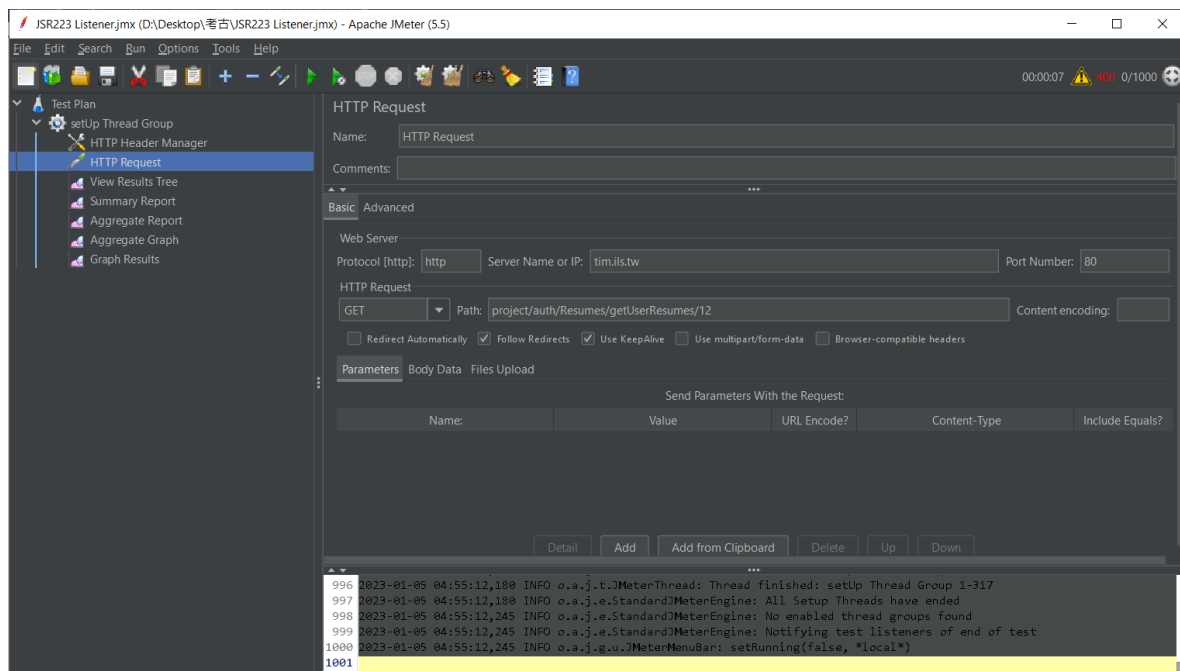 JSR223 Listener.jmx (D:\Desktop\考古\JSR223 Listener.jmx) - Apache JMeter (5.5)
File Edit Search Run Options Tools Help
00:00:07 400 0/1000
Test Plan
setUp Thread Group
HTTP Header Manager
HTTP Request
View Results Tree
Summary Report
Aggregate Report
Aggregate Graph
Graph Results
HTTP Request
Name: HTTP Request
Comments:
Basic Advanced
Web Server
Protocol [http]: http Server Name or IP: tim.ils.tw Port Number: 80
HTTP Request
GET Path: project/auth/Resumes/getUserResumes/12 Content encoding:
Redirect Automatically Follow Redirects Use KeepAlive Use multipart/form-data Browser-compatible headers
Parameters Body Data Files Upload
Send Parameters With the Request:
Name: Value URL Encode? Content-Type Include Equals?
Detail Add Add from Clipboard Delete Up Down
996 2023-01-05 04:55:12,180 INFO o.a.j.t.JMeterThread: Thread finished: setUp Thread Group 1-317
997 2023-01-05 04:55:12,180 INFO o.a.j.e.StandardJMeterEngine: All Setup Threads have ended
998 2023-01-05 04:55:12,245 INFO o.a.j.e.StandardJMeterEngine: No enabled thread groups found
999 2023-01-05 04:55:12,245 INFO o.a.j.e.StandardJMeterEngine: Notifying test listeners of end of test
1000 2023-01-05 04:55:12,245 INFO o.a.j.g.u.JMeterMenuBar: setRunning(false, *local*)
1001